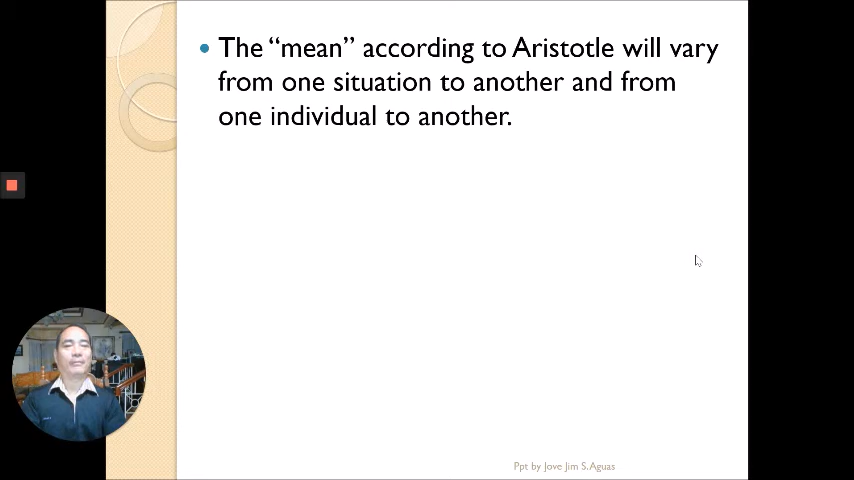 The “mean” according to Aristotle will vary
from one situation to another and from
one individual to another.
Ppt by Jove Jim S. Aguas